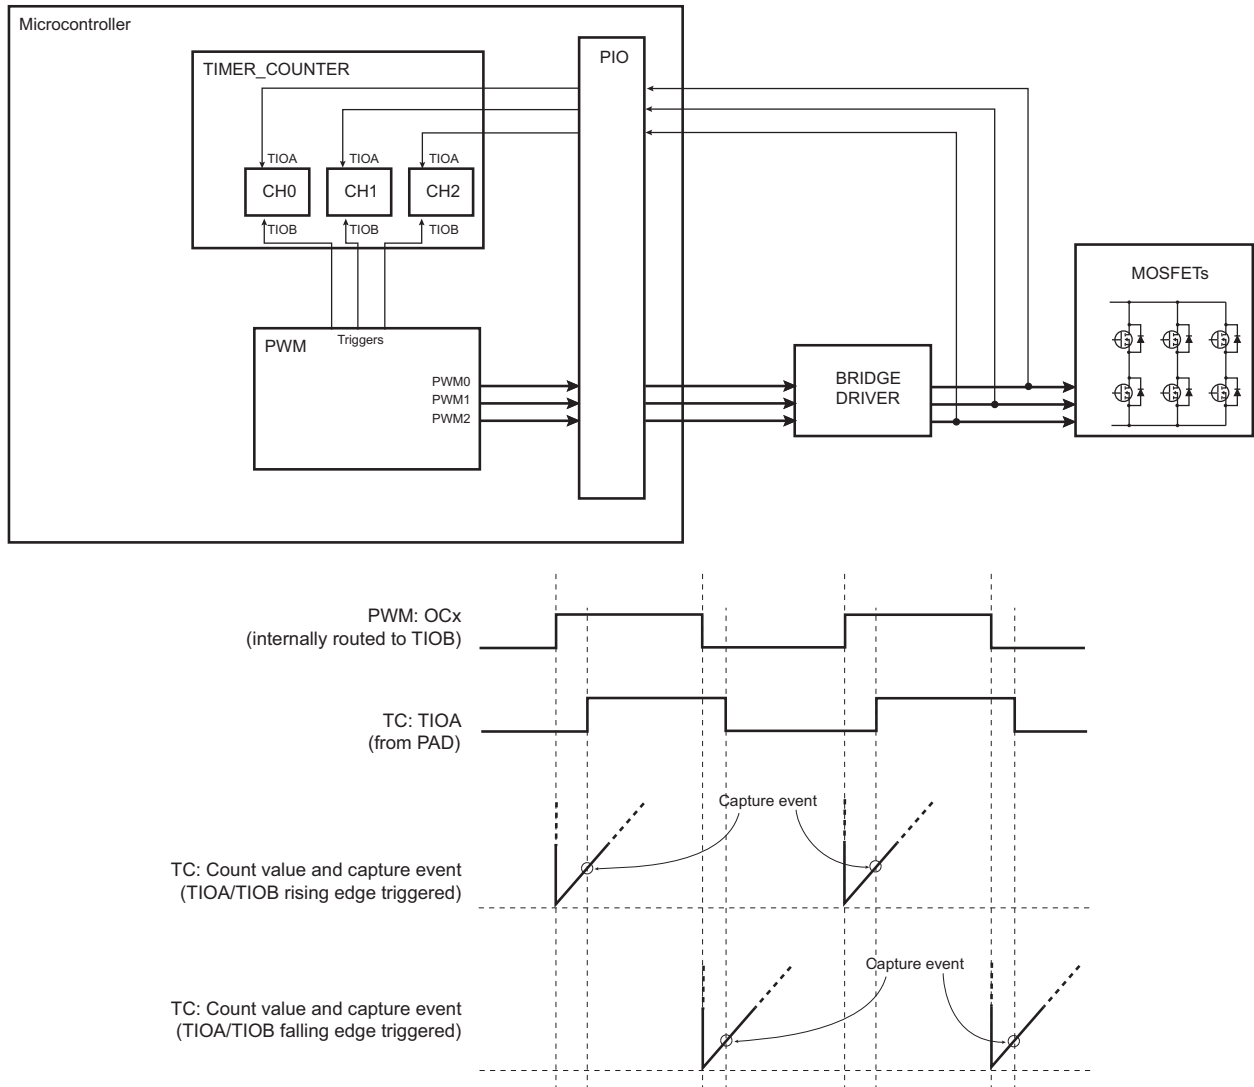 Microcontroller
PIO
TIMER_COUNTER
TIOA
TIOA
TIOA
CH0
CH1
CH2
TIOB
TIOB
TIOB
MOSFETs
PWM
Triggers
PWM0
PWM1
PWM2
BRIDGE
DRIVER
PWM: OCx
(internally routed to TIOB)
TC: TIOA
(from PAD)
Capture event
TC: Count value and capture event
(TIOA/TIOB rising edge triggered)
Capture event
TC: Count value and capture event
(TIOA/TIOB falling edge triggered)